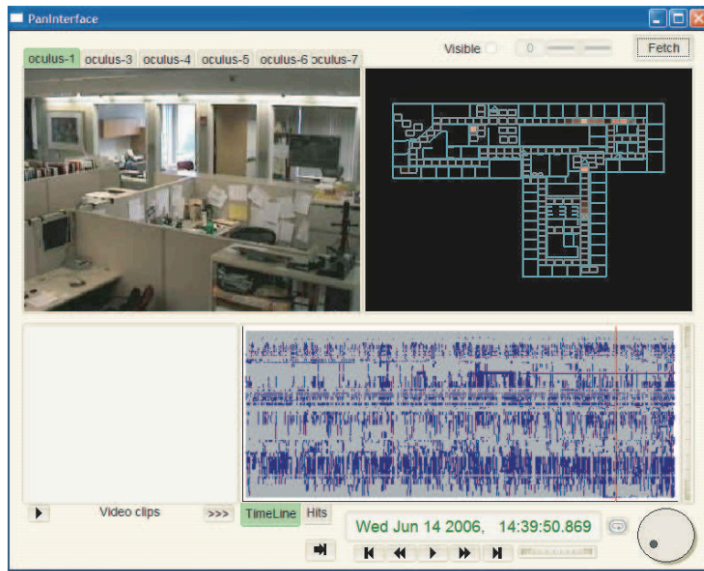 PanInterface
Visible 0 Fetch
oculus-1 oculus-3 oculus-4 oculus-5 oculus-6 oculus-7
Video clips >>> TimeLine Hits
Wed Jun 14 2006, 14:39:50.869